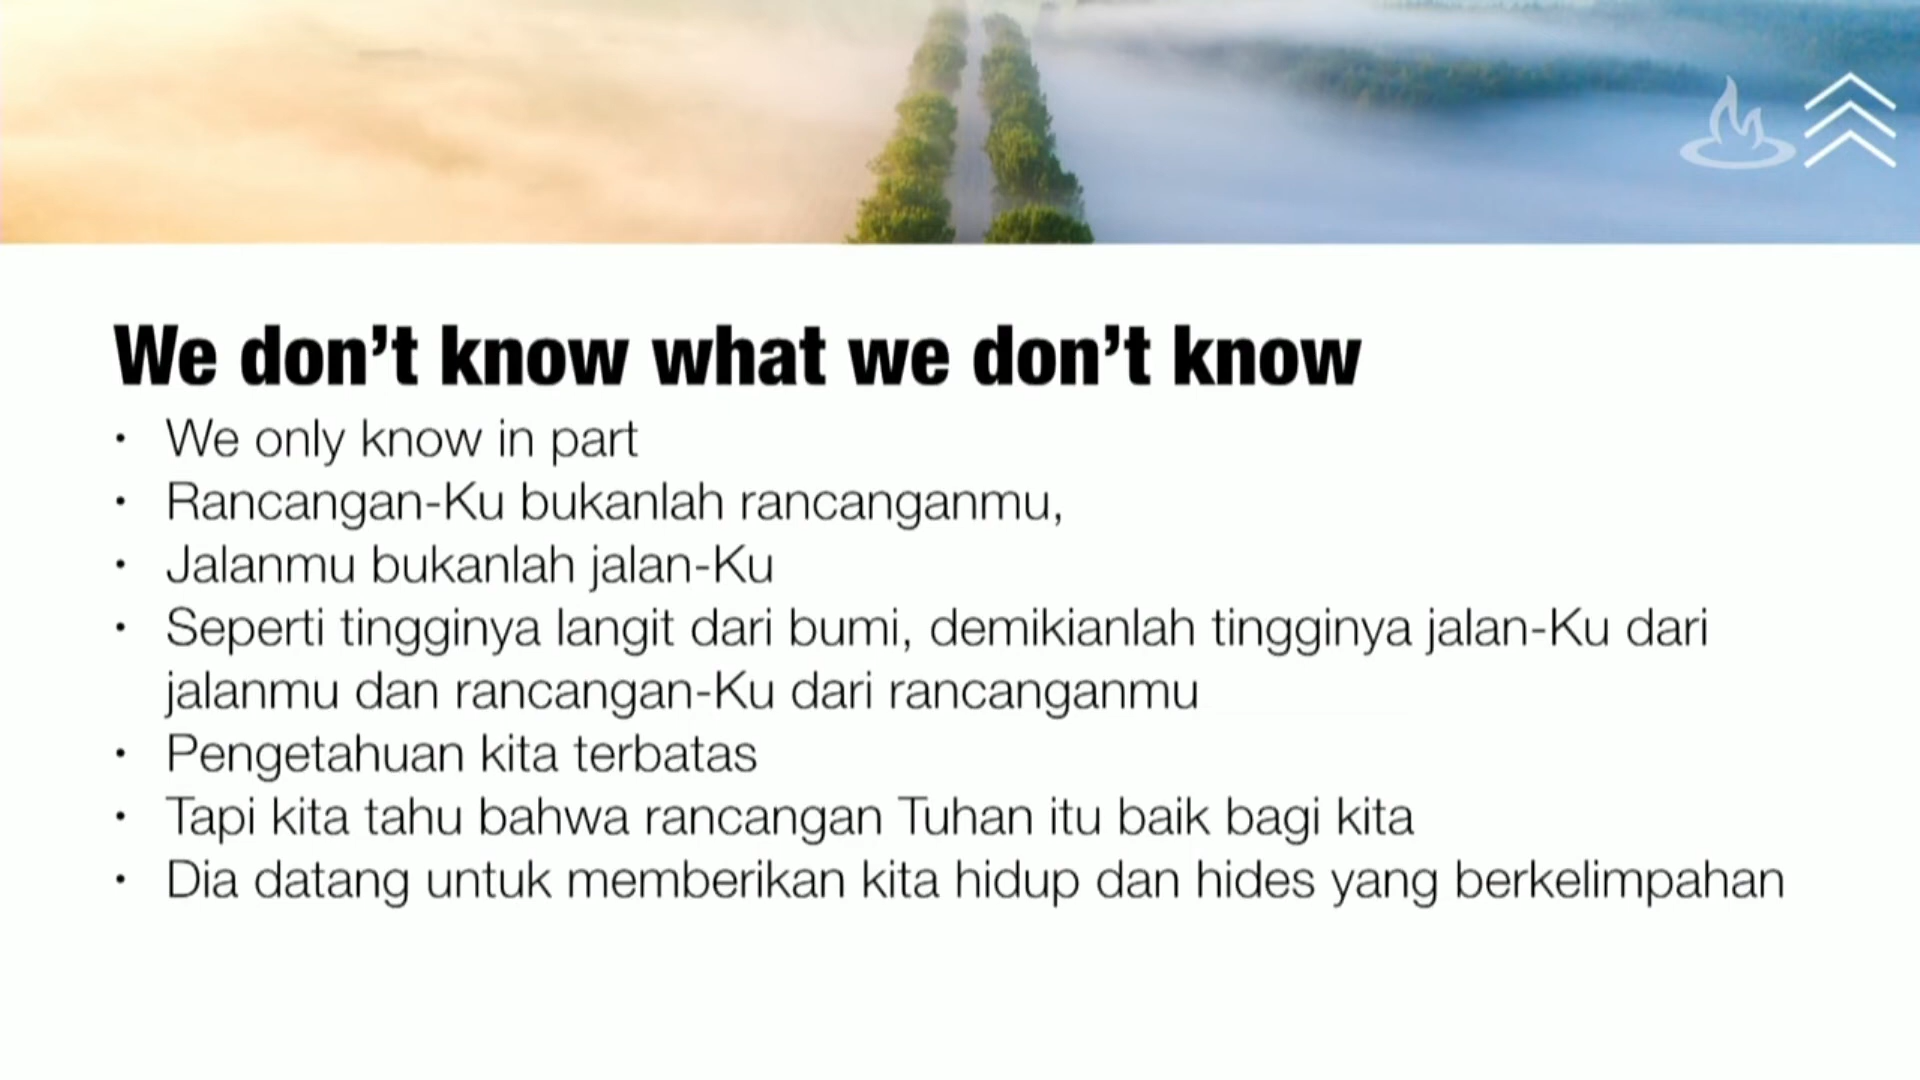 We don't know what we don't know
• We only know in part
• Rancangan-Ku bukanlah rancanganmu,
• Jalanmu bukanlah jalan-Ku
• Seperti tingginya langit dari bumi, demikianlah tingginya jalan-Ku dari
jalanmu dan rancangan-Ku dari rancanganmu
• Pengetahuan kita terbatas
• Tapi kita tahu bahwa rancangan Tuhan itu baik bagi kita
• Dia datang untuk memberikan kita hidup dan hides yang berkelimpahan